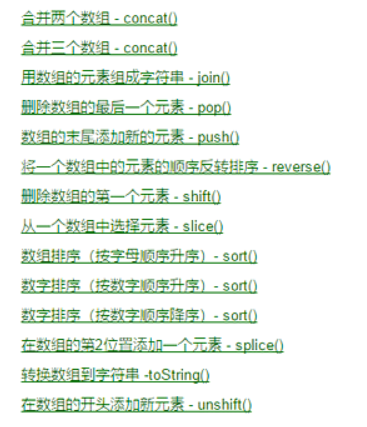 合并两个数组 - concat()
合并三个数组 - concat()
用数组的元素组成字符串 - join()
删除数组的最后一个元素 - pop()
数组的末尾添加新的元素 - push()
将一个数组中的元素的顺序反转排序 - reverse()
删除数组的第一个元素 - shift()
从一个数组中选择元素 - slice()
数组排序（按字母顺序升序）- sort()
数字排序（按数字顺序升序）- sort()
数字排序（按数字顺序降序）- sort()
在数组的第2位置添加一个元素 - splice()
转换数组到字符串 -toString()
在数组的开头添加新元素 - unshift()